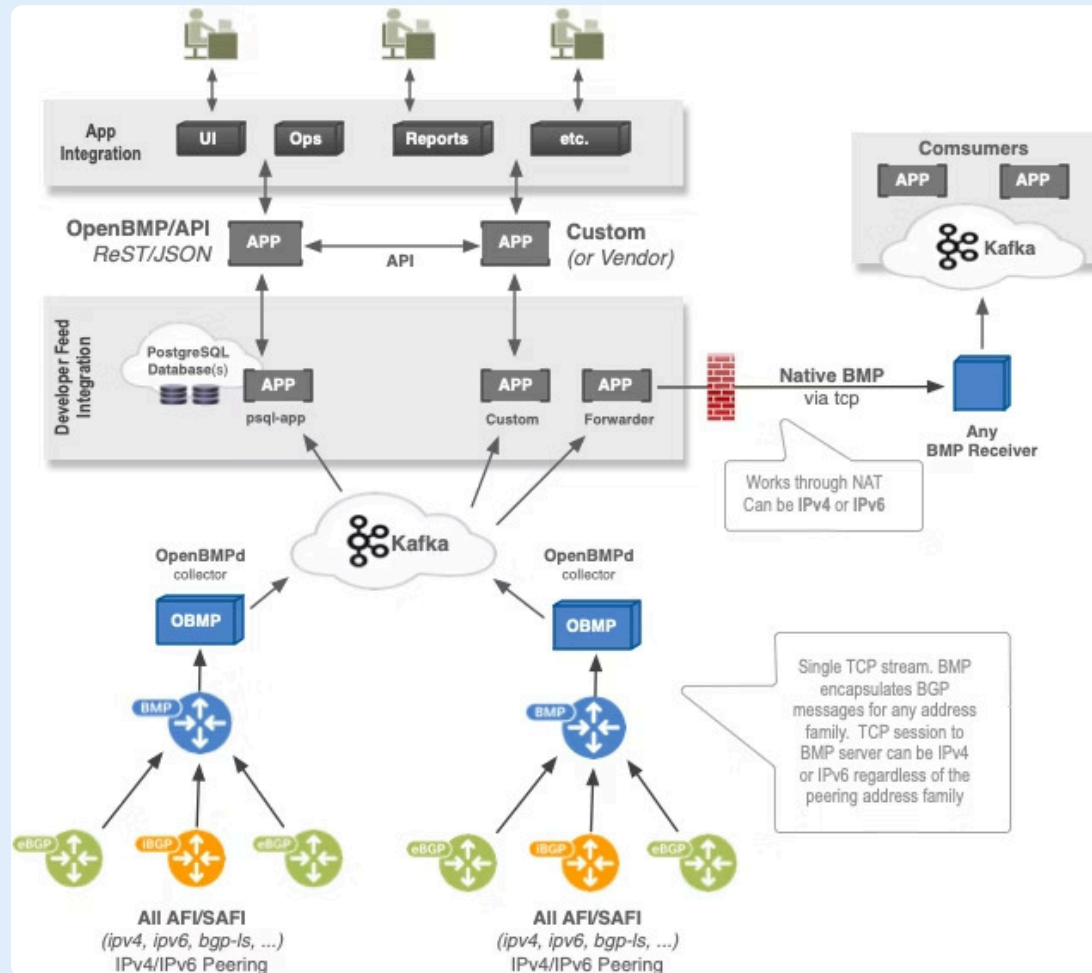 UI
Ops
Reports
etc.
App
Integration
Comsumers
APP
APP
Kafka
OpenBMP/API
ReST/JSON
APP
API
APP
Custom
(or Vendor)
Developer Feed
Integration
PostgreSQL
Database(s)
APP
psql-app
APP
Custom
APP
Forwarder
Native BMP
via tcp
Any
BMP Receiver
Works through NAT
Can be IPv4 or IPv6
Kafka
OpenBMPd
collector
OBMP
OpenBMPd
collector
OBMP
Single TCP stream. BMP
encapsulates BGP
messages for any address
family. TCP session to
BMP server can be IPv4
or IPv6 regardless of the
peering address family
BMP
BMP
eBGP
iBGP
eBGP
eBGP
iBGP
eBGP
All AFI/SAFI
(ipv4, ipv6, bgp-ls, ...)
IPv4/IPv6 Peering
All AFI/SAFI
(ipv4, ipv6, bgp-ls, ...)
IPv4/IPv6 Peering